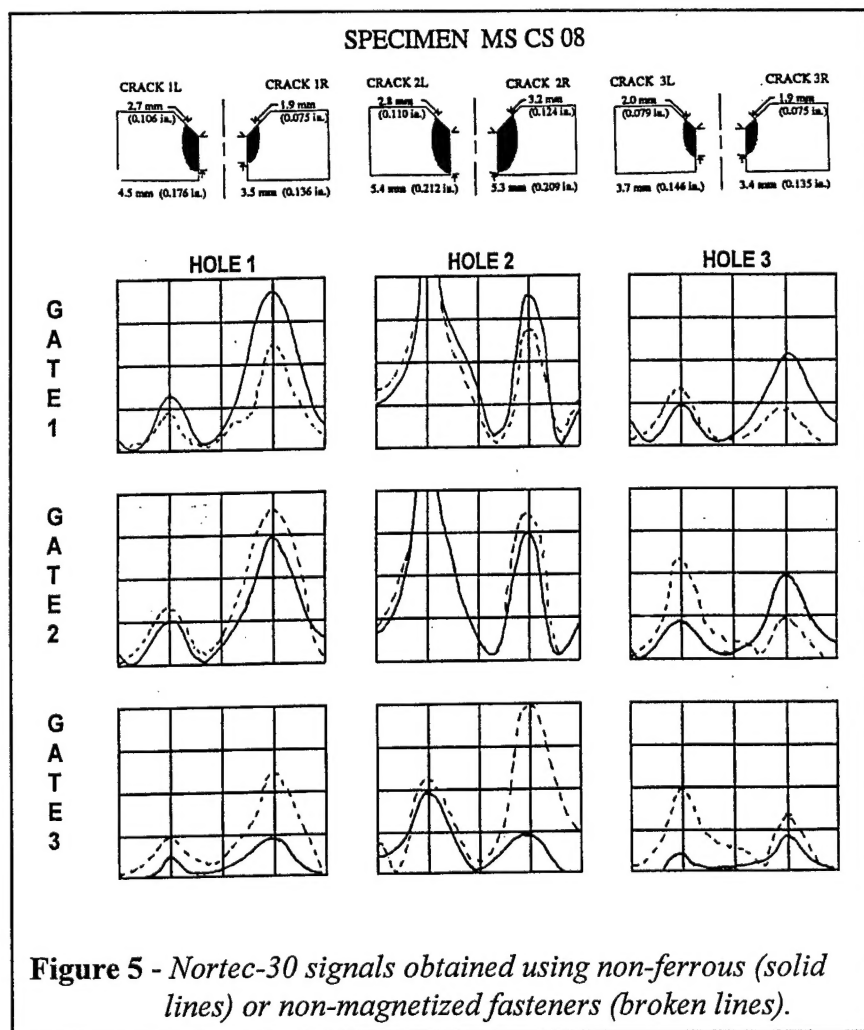 SPECIMEN MS CS 08
CRACK 1L CRACK 1R CRACK 2L CRACK 2R CRACK 3L CRACK 3R
2.7 mm 1.9 mm 2.8 mm 3.2 mm 2.0 mm 1.9 mm
(0.106 in.) (0.075 in.) (0.110 in.) (0.124 in.) (0.079 in.) (0.075 in.)
4.5 mm (0.176 in.) 3.5 mm (0.136 in.) 5.4 mm (0.212 in.) 5.3 mm (0.209 in.) 3.7 mm (0.146 in.) 3.4 mm (0.135 in.)
HOLE 1 HOLE 2 HOLE 3
GATE 1
GATE 2
GATE 3
Figure 5 - Nortec-30 signals obtained using non-ferrous (solid
lines) or non-magnetized fasteners (broken lines).